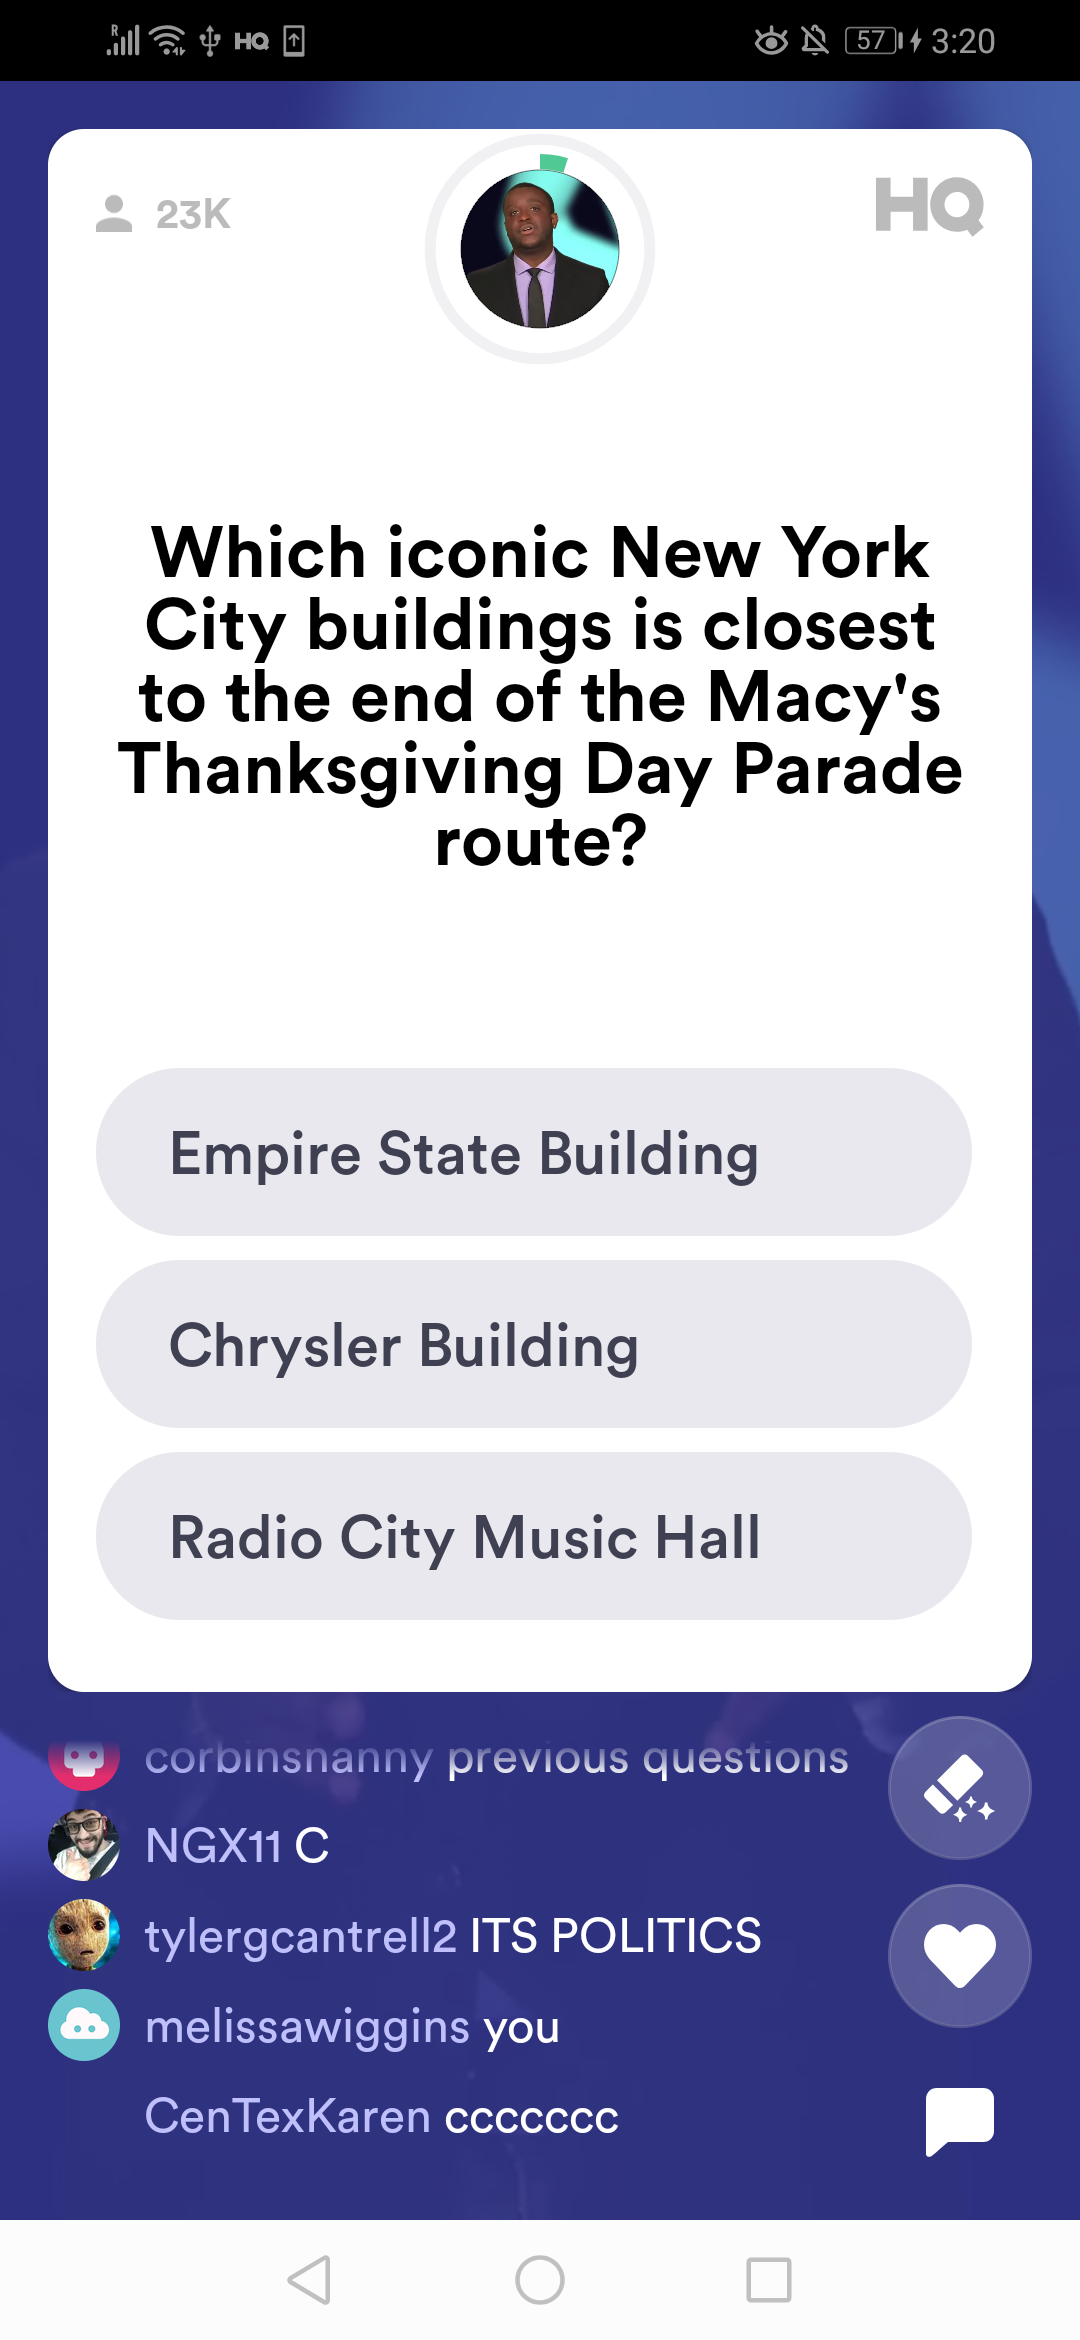 R HQ 57 3:20
23K
HQ
Which iconic New York
City buildings is closest
to the end of the Macy's
Thanksgiving Day Parade
route?
Empire State Building
Chrysler Building
Radio City Music Hall
corbinshanny previous questions
NGX11 C
tylergcantrell2 ITS POLITICS
melissawiggins you
CenTexKaren ccccccc